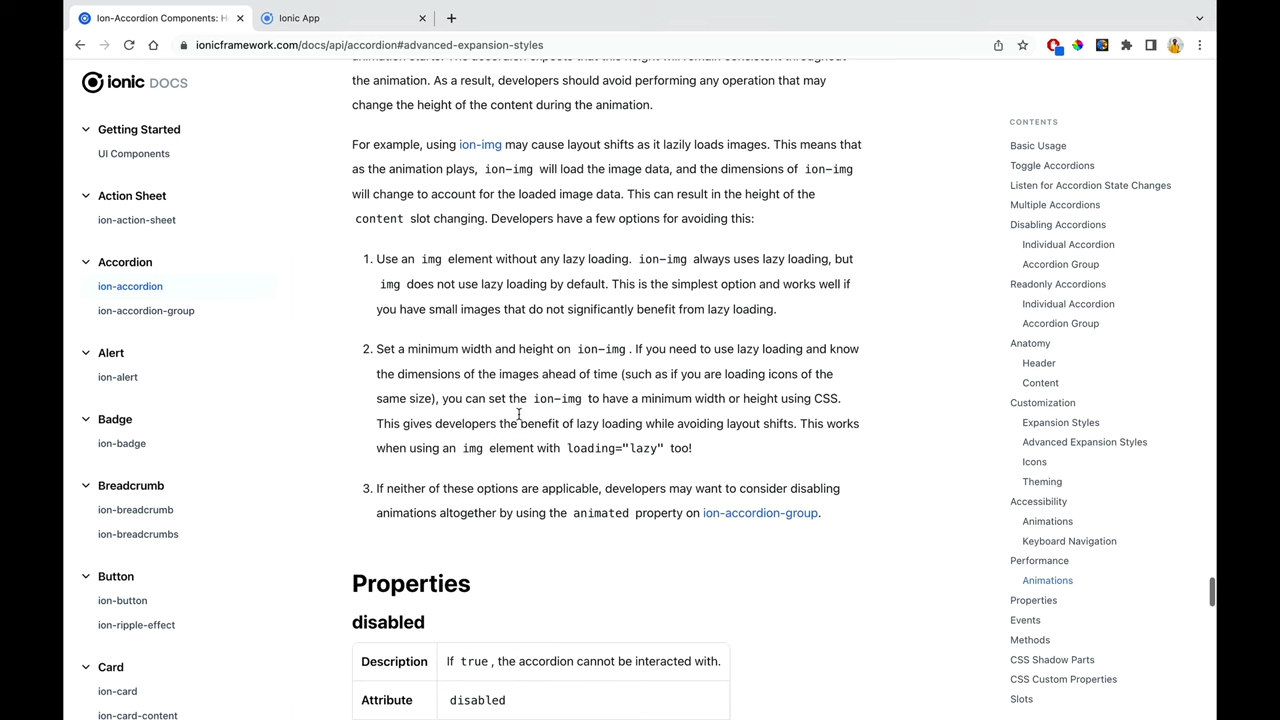 Ion-Accordion Components: H
Ionic App
ionicframework.com/docs/api/accordion#advanced-expansion-styles
ionic DOCS
Getting Started
UI Components
Action Sheet
ion-action-sheet
Accordion
ion-accordion
ion-accordion-group
Alert
ion-alert
Badge
ion-badge
Breadcrumb
ion-breadcrumb
ion-breadcrumbs
Button
ion-button
ion-ripple-effect
Card
ion-card
ion-card-content
the animation. As a result, developers should avoid performing any operation that may
change the height of the content during the animation.
For example, using ion-img may cause layout shifts as it lazily loads images. This means that
as the animation plays, ion-img will load the image data, and the dimensions of ion-img
will change to account for the loaded image data. This can result in the height of the
content slot changing. Developers have a few options for avoiding this:
1. Use an img element without any lazy loading. ion-img always uses lazy loading, but
img does not use lazy loading by default. This is the simplest option and works well if
you have small images that do not significantly benefit from lazy loading.
2. Set a minimum width and height on ion-img. If you need to use lazy loading and know
the dimensions of the images ahead of time (such as if you are loading icons of the
same size), you can set the ion-img to have a minimum width or height using CSS.
This gives developers the benefit of lazy loading while avoiding layout shifts. This works
when using an img element with loading="lazy" too!
3. If neither of these options are applicable, developers may want to consider disabling
animations altogether by using the animated property on ion-accordion-group.
Properties
disabled
Description If true, the accordion cannot be interacted with.
Attribute disabled
CONTENTS
Basic Usage
Toggle Accordions
Listen for Accordion State Changes
Multiple Accordions
Disabling Accordions
Individual Accordion
Accordion Group
Readonly Accordions
Individual Accordion
Accordion Group
Anatomy
Header
Content
Customization
Expansion Styles
Advanced Expansion Styles
Icons
Theming
Accessibility
Animations
Keyboard Navigation
Performance
Animations
Properties
Events
Methods
CSS Shadow Parts
CSS Custom Properties
Slots